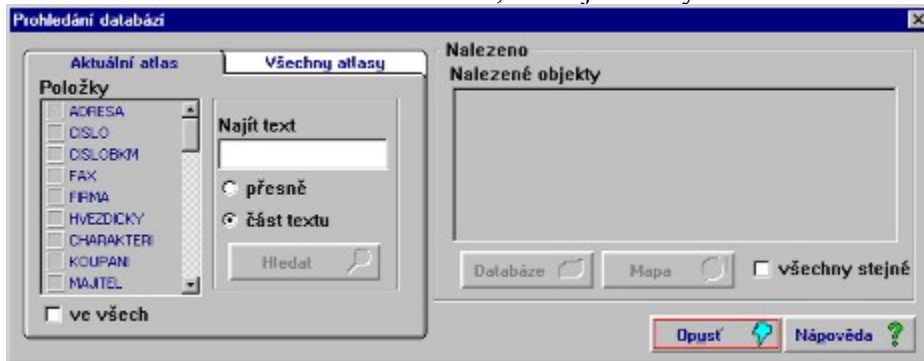 Prohledání databází
Aktuální atlas
Všechny atlasy
Položky
ADRESA
CISLO
CISLOBKM
FAX
FIRMA
HVEZDICKY
CHARAKTERI
KOUPANI
MAJITEL
ve všech
Najít text
přesně
část textu
Hledat
Nalezeno
Nalezené objekty
Databáze
Mapa
všechny stejné
Opusť
Nápověda